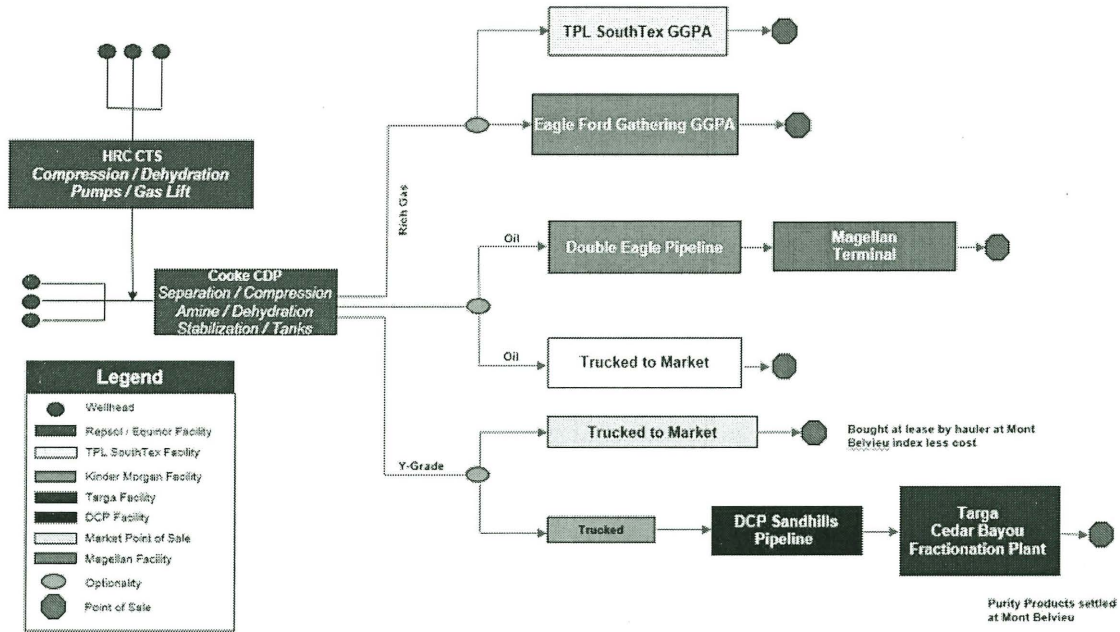 TPL SouthTex GGPA
Eagle Ford Gathering GGPA
HRC CTS
Compression / Dehydration
Pumps / Gas Lift
Rich Gas
Oil
Double Eagle Pipeline
Magellan
Terminal
Cooke CDP
Separation / Compression
Amine / Dehydration
Stabilization / Tanks
Oil
Trucked to Market
Trucked to Market
Bought at lease by hauler at Mont
Belvieu index less cost
Y-Grade
Trucked
DCP Sandhills
Pipeline
Targa
Cedar Bayou
Fractionation Plant
Purity Products settled
at Mont Belvieu
Legend
Wellhead
Repsol / Equinor Facility
TPL SouthTex Facility
Kinder Morgan Facility
Targa Facility
DCP Facility
Market Point of Sale
Magellan Facility
Optionality
Point of Sale